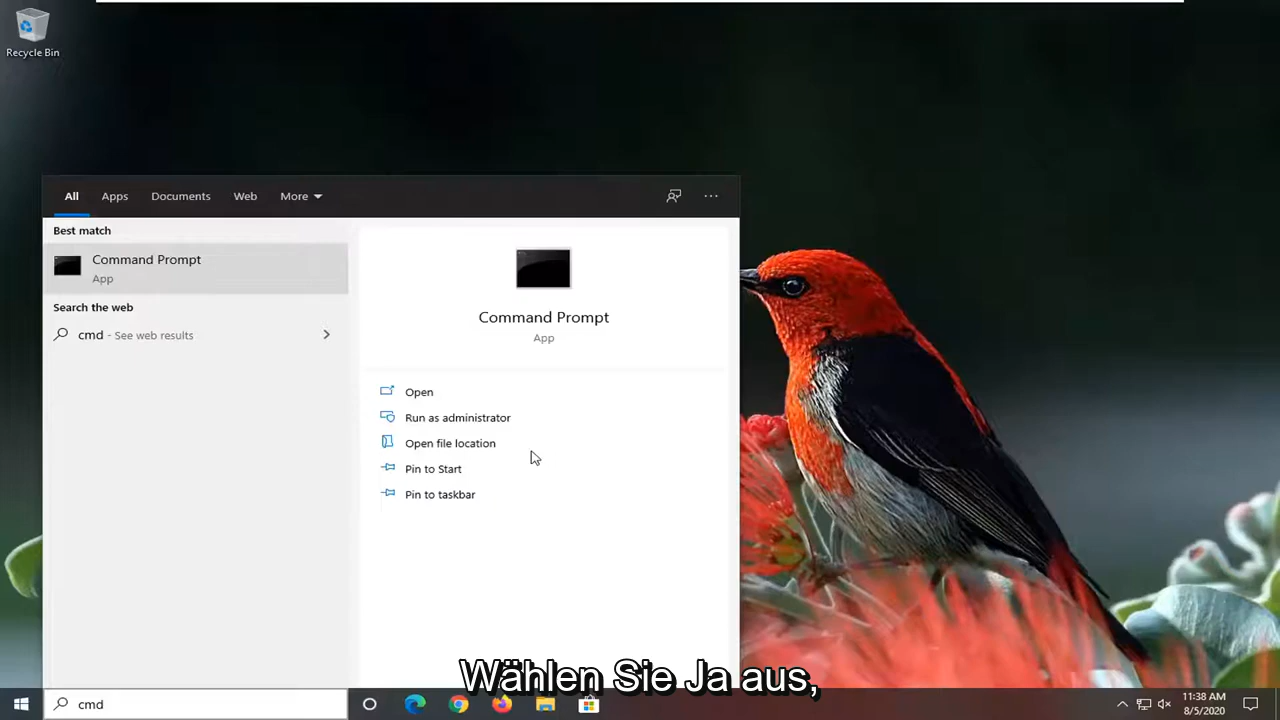 Recycle Bin
All Apps Documents Web More
Best match
Command Prompt
App
Search the web
cmd - See web results
Command Prompt
App
Open
Run as administrator
Open file location
Pin to Start
Pin to taskbar
Wählen Sie Ja aus,
cmd
11:38 AM
8/5/2020